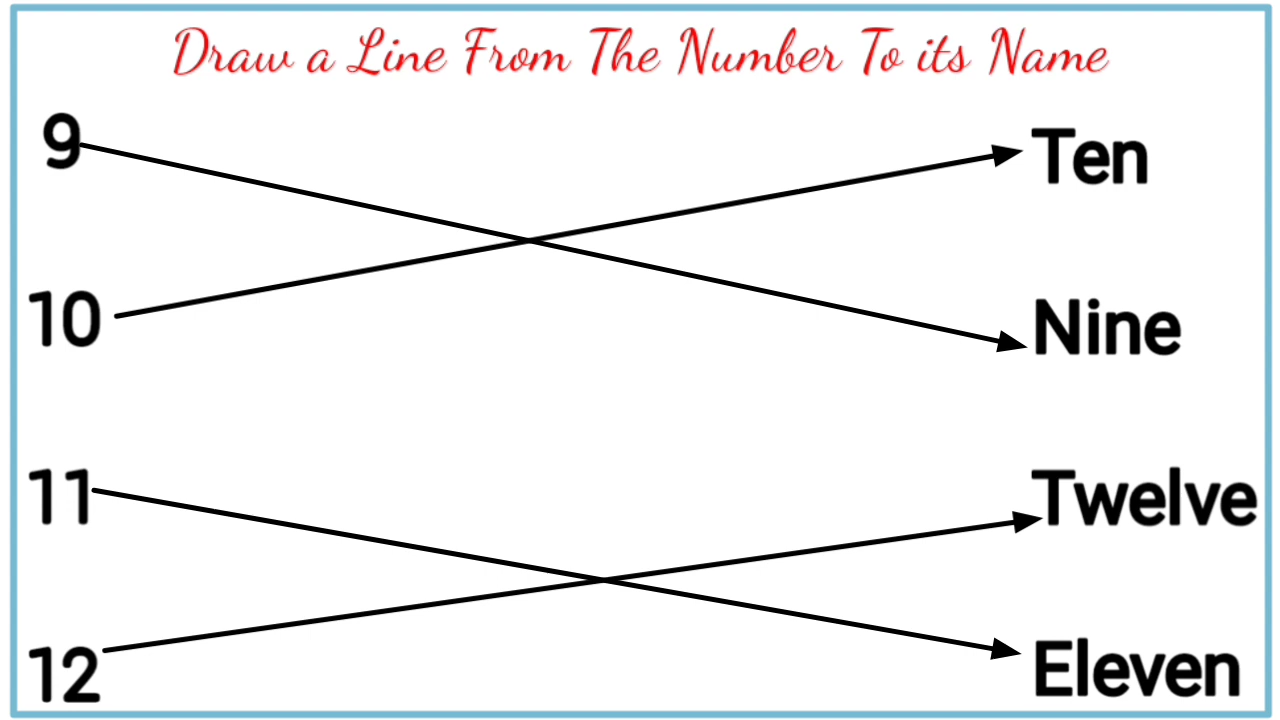 Draw a Line From The Number To its Name
9 Ten
10 Nine
11 Twelve
12 Eleven